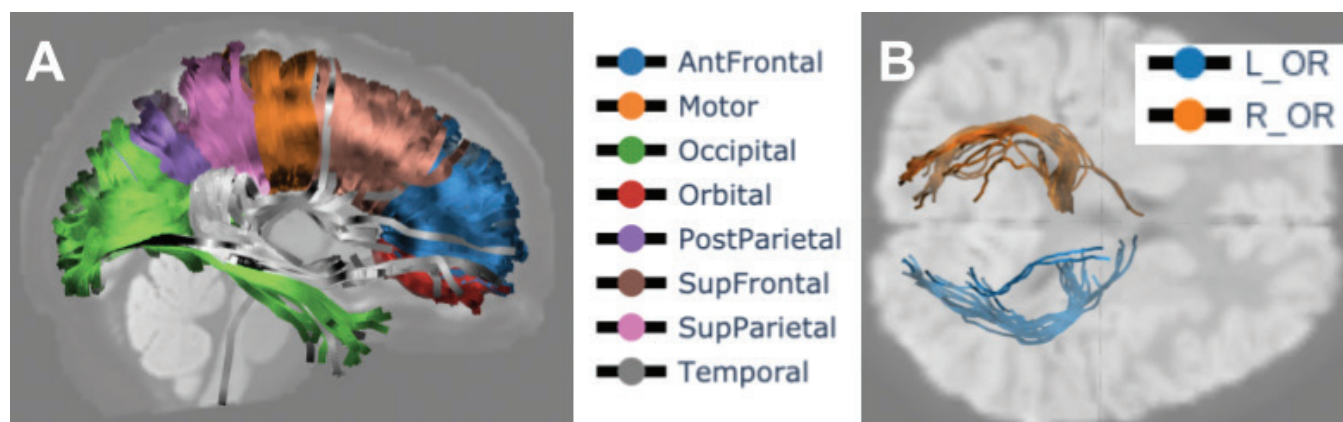 A
AntFrontal
Motor
Occipital
Orbital
PostParietal
SupFrontal
SupParietal
Temporal
B
L_OR
R_OR